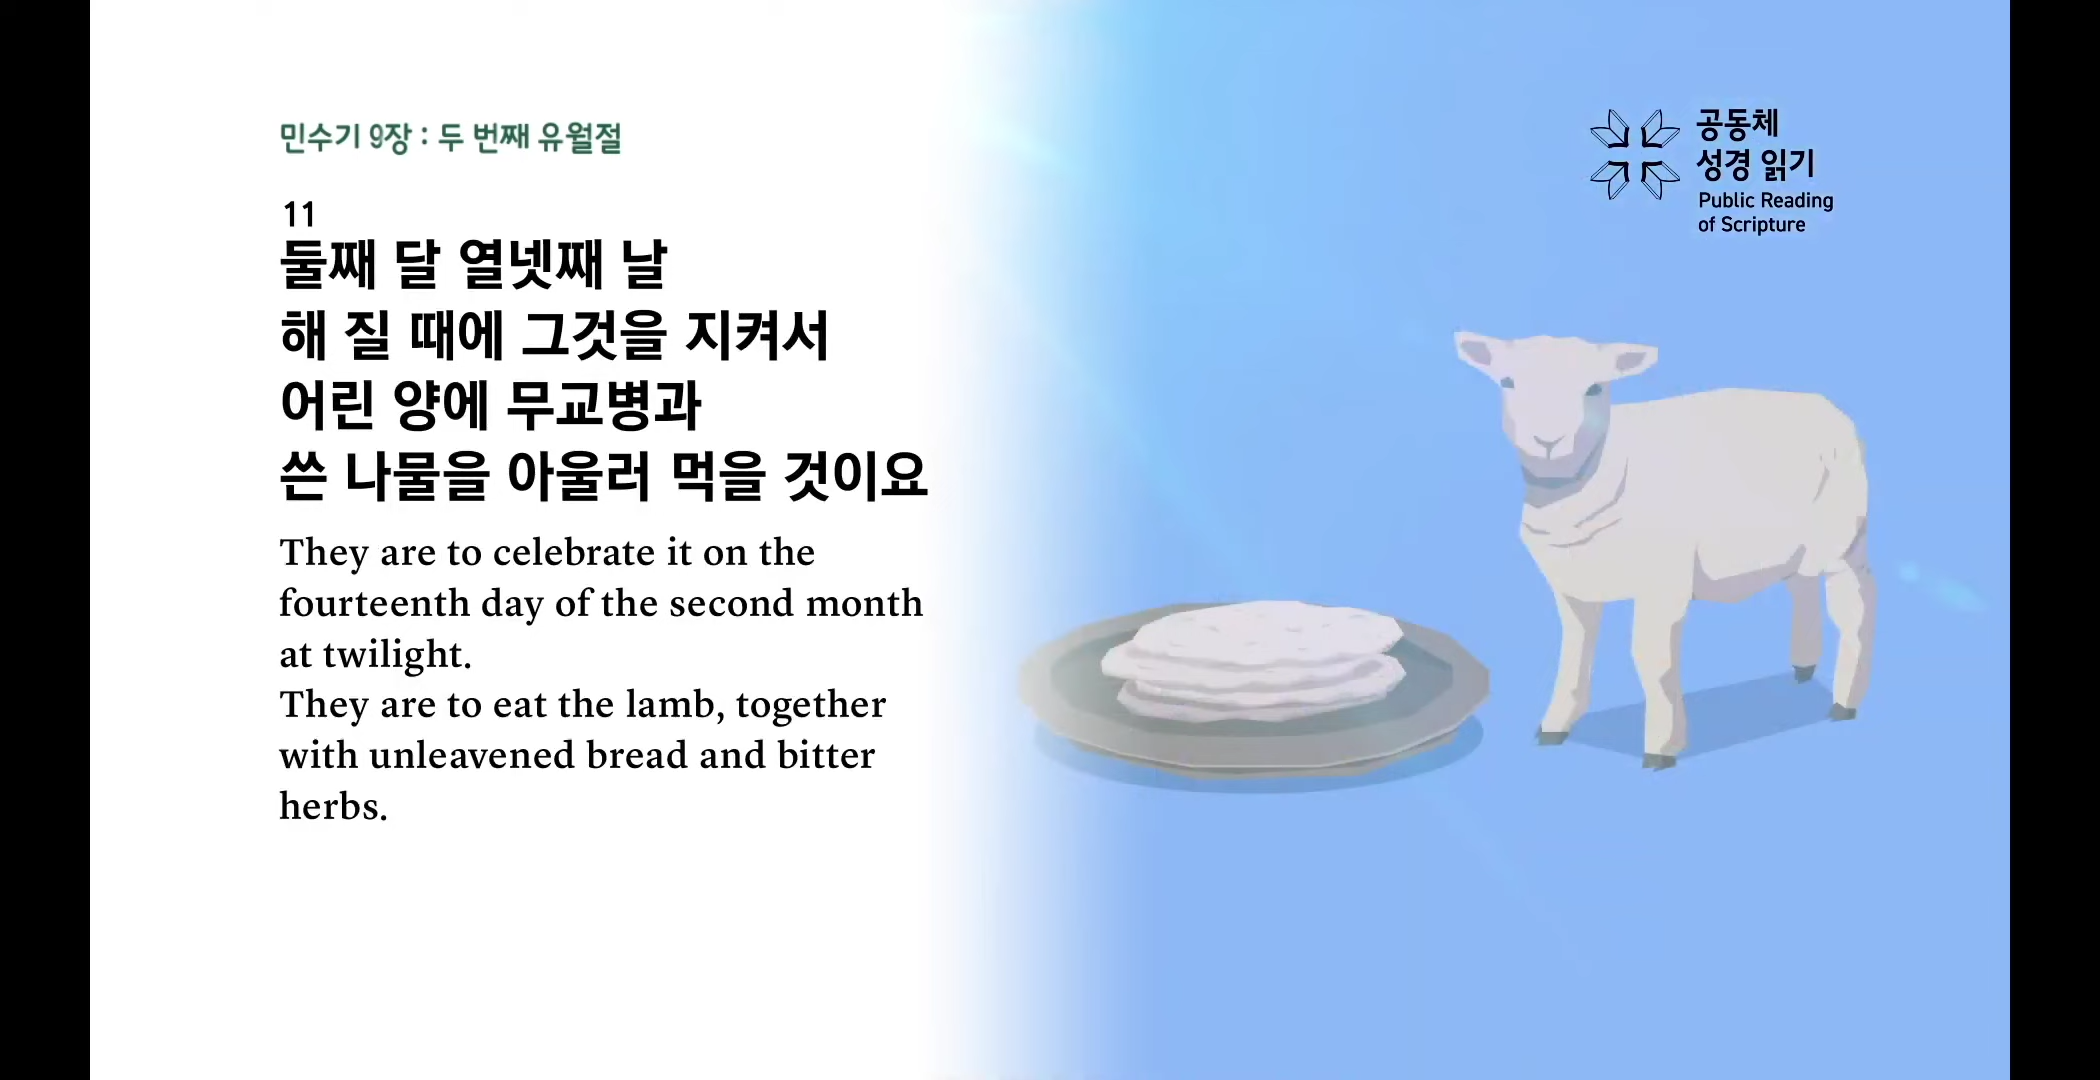 민수기 9장 : 두 번째 유월절
공동체
성경 읽기
Public Reading
of Scripture
11
둘째 달 열넷째 날
해 질 때에 그것을 지켜서
어린 양에 무교병과
쓴 나물을 아울러 먹을 것이요
They are to celebrate it on the
fourteenth day of the second month
at twilight.
They are to eat the lamb, together
with unleavened bread and bitter
herbs.